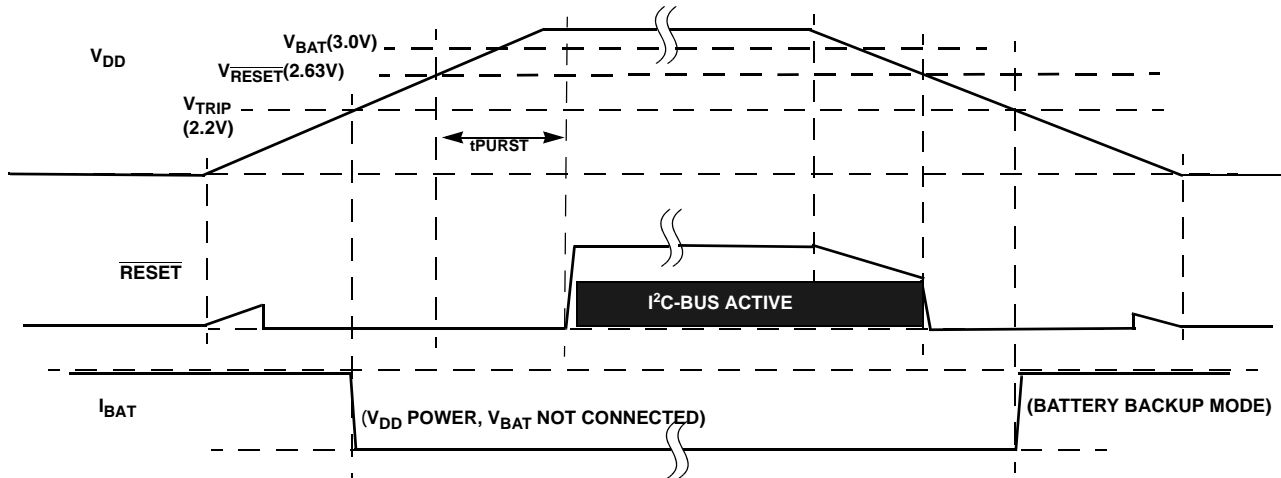 VBAT(3.0V)
VDD
VRESET(2.63V)
VTRIP
(2.2V)
tPURST
RESET
I²C-BUS ACTIVE
IBAT
(VDD POWER, VBAT NOT CONNECTED)
(BATTERY BACKUP MODE)